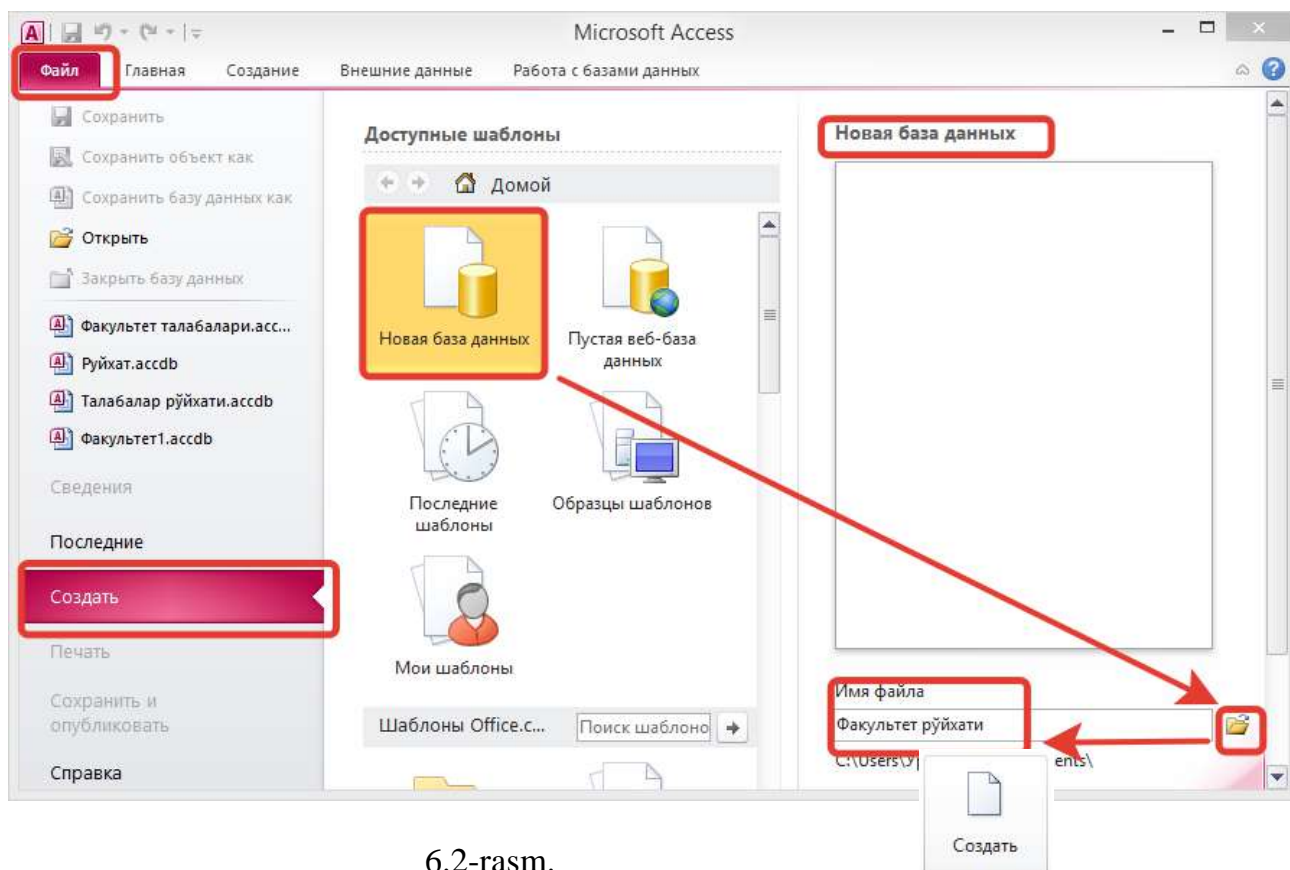 Microsoft Access
Файл Главная Создание Внешние данные Работа с базами данных
Сохранить
Сохранить объект как
Сохранить базу данных как
Открыть
Закрыть базу данных
Факультет талабалари.acc...
Руйхат.accdb
Талабалар рўйхати.accdb
Факультет1.accdb
Сведения
Последние
Создать
Печать
Сохранить и
опубликовать
Справка
Доступные шаблоны
Домой
Новая база данных
Пустая веб-база
данных
Последние
шаблоны
Образцы шаблонов
Мои шаблоны
Шаблоны Office.c...
Поиск шаблоно
Новая база данных
Имя файла
Факультет рўйхати
C:\Users\Ур ents\
Создать
6.2-rasm.